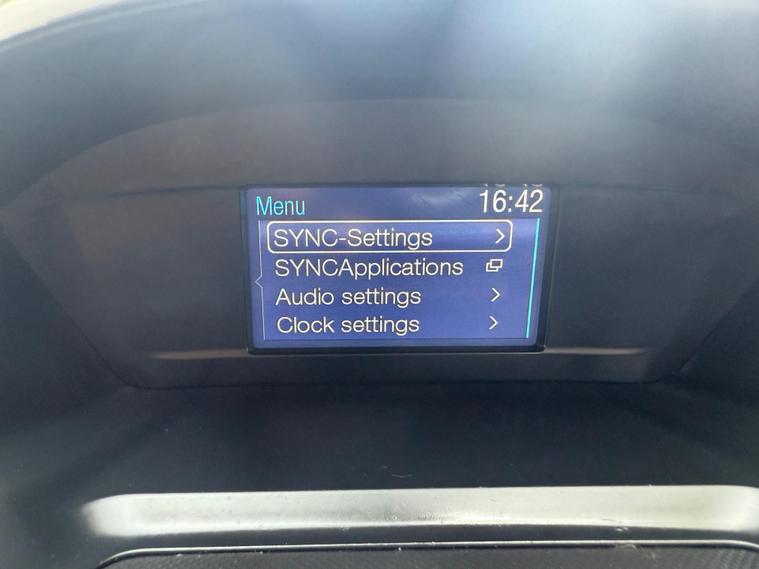 Menu 16:42
SYNC-Settings
SYNCApplications
Audio settings
Clock settings